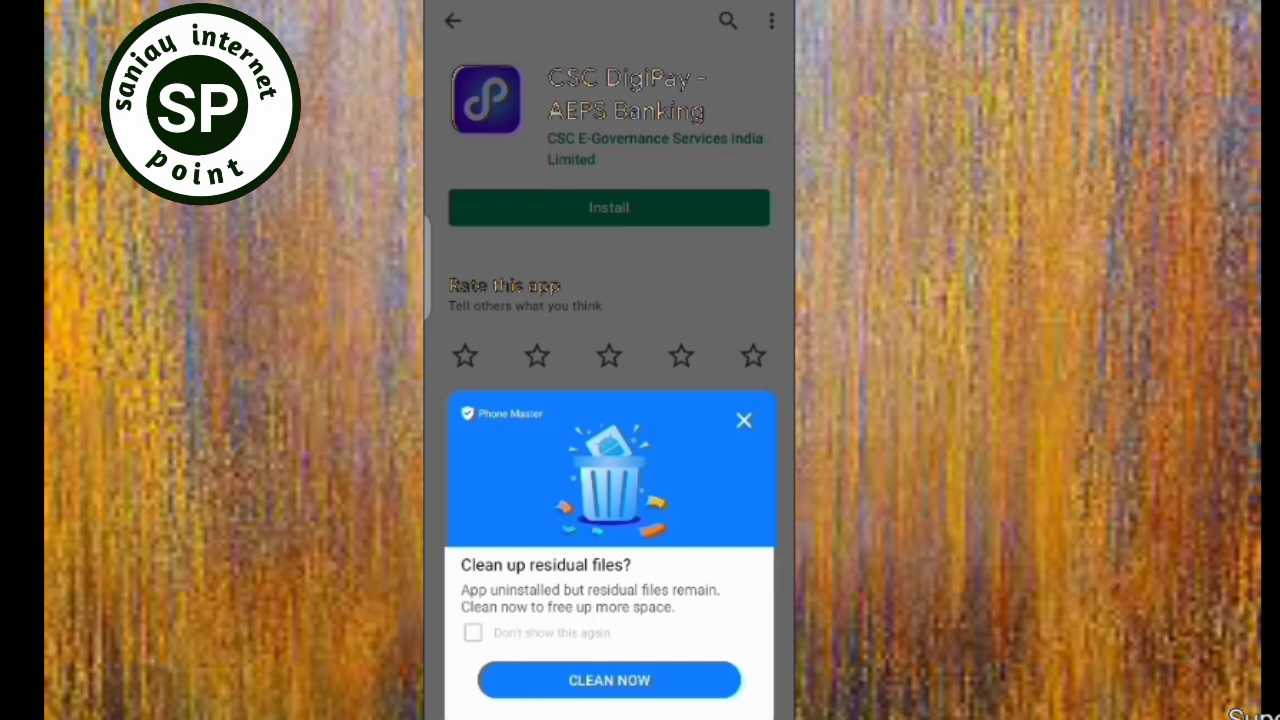 saniay internet
SP
point
CSC DigiPay -
AEPS Banking
CSC E-Governance Services India
Limited
Install
Rate this app
Tell others what you think
Phone Master
Clean up residual files?
App uninstalled but residual files remain.
Clean now to free up more space.
Don't show this again
CLEAN NOW